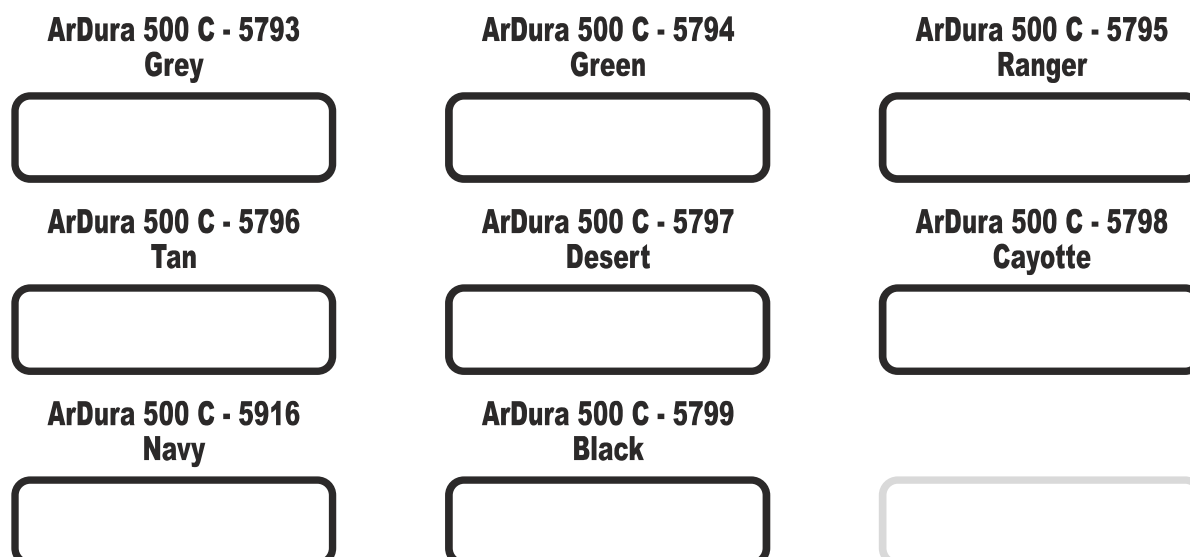 ArDura 500 C - 5793
Grey
ArDura 500 C - 5794
Green
ArDura 500 C - 5795
Ranger
ArDura 500 C - 5796
Tan
ArDura 500 C - 5797
Desert
ArDura 500 C - 5798
Cayotte
ArDura 500 C - 5916
Navy
ArDura 500 C - 5799
Black